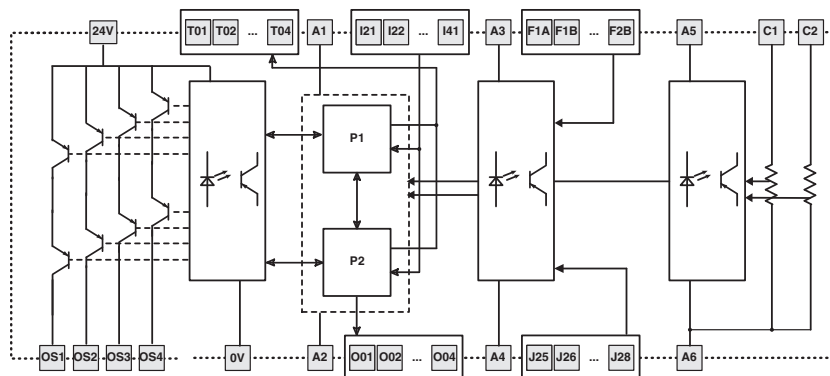 24V T01 T02 ... T04 A1 I21 I22 ... I41 A3 F1A F1B ... F2B A5 C1 C2
P1
P2
OS1 OS2 OS3 OS4 0V A2 O01 O02 ... O04 A4 J25 J26 ... J28 A6